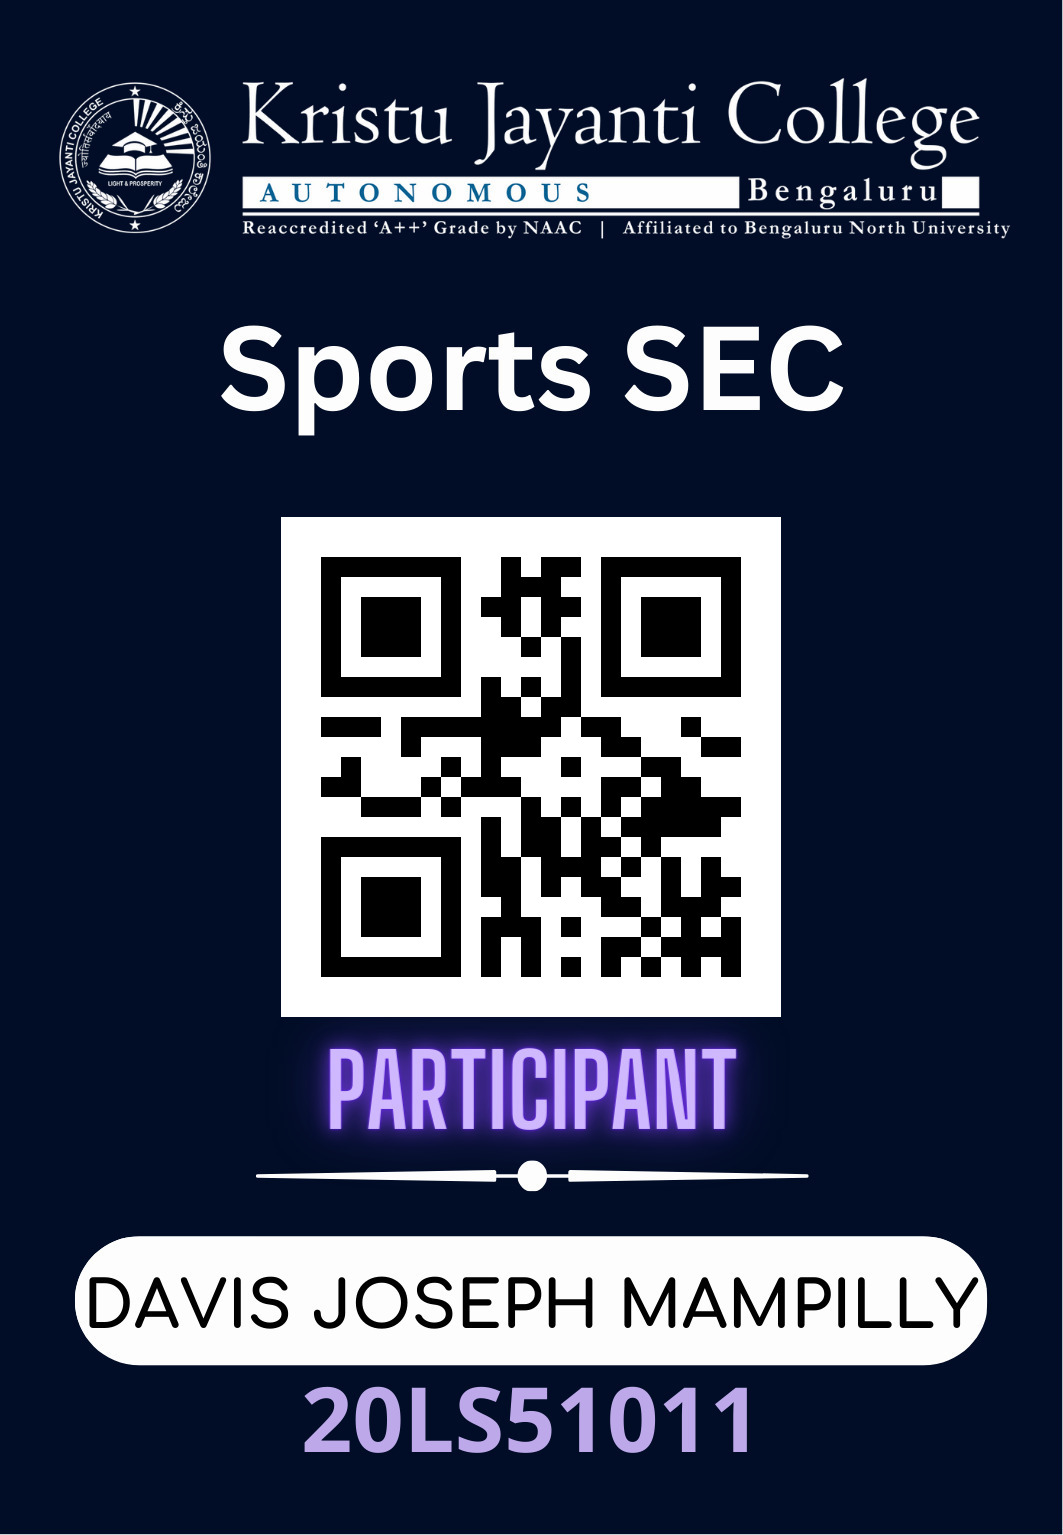 Kristu Jayanti College
AUTONOMOUS Bengaluru
Reaccredited ‘A++’ Grade by NAAC | Affiliated to Bengaluru North University
KRISTU JAYANTI COLLEGE
LIGHT & PROSPERITY
Sports SEC
PARTICIPANT
DAVIS JOSEPH MAMPILLY
20LS51011